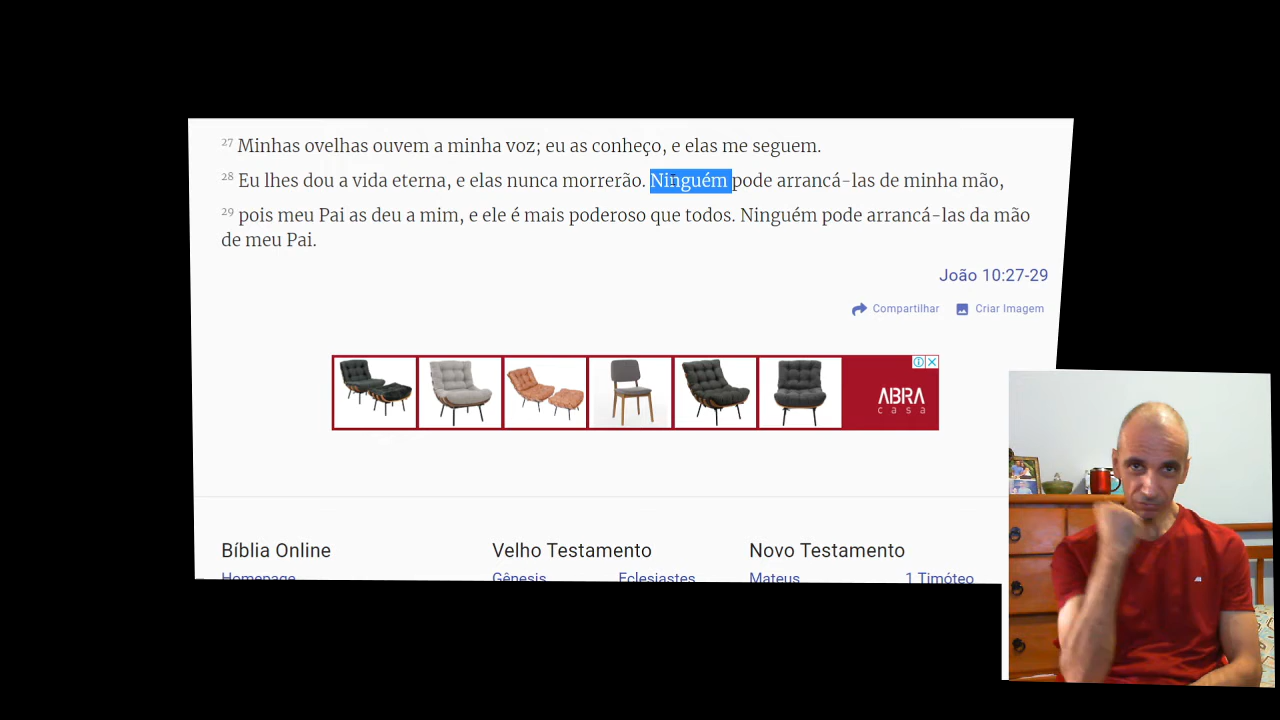 27 Minhas ovelhas ouvem a minha voz; eu as conheço, e elas me seguem.
28 Eu lhes dou a vida eterna, e elas nunca morrerão. Ninguém pode arrancá-las de minha mão,
29 pois meu Pai as deu a mim, e ele é mais poderoso que todos. Ninguém pode arrancá-las da mão
de meu Pai.
João 10:27-29
Compartilhar Criar Imagem
ABRA
casa
Bíblia Online Velho Testamento Novo Testamento
Homepage Gênesis Eclesiastes Mateus 1 Timóteo